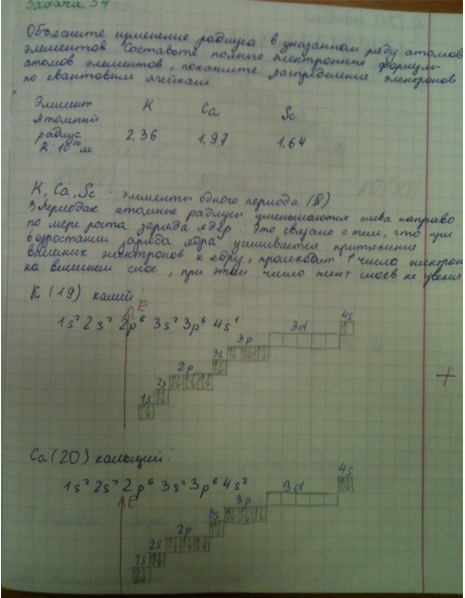 Задача 34
Объясните изменение радиуса в указанном ряду атомов
элементов Составьте полные электронные формулы
атомов элементов, покажите распределение электронов
по квантовым ячейкам
Элемент K Ca Sc
Атомный
радиус 2,36 1,97 1,64
R·10¹⁰м
K, Ca, Sc - элементы одного периода
В периодах атомные радиусы уменьшаются слева направо
по мере роста заряда ядер. Это связано с тем, что при
возрастании заряда ядра усиливается притяжение
внешних электронов к ядру, происходит ↑ числа электрон
на внешнем слое, при этом число слоев не
K (19) калий:
E
1s² 2s² 2p⁶ 3s² 3p⁶ 4s¹
1s 2s 2p 3s 3p 3d 4s
+
Ca (20) кальций:
1s² 2s² 2p⁶ 3s² 3p⁶ 4s²
E
1s 2s 2p 3s 3p 3d 4s